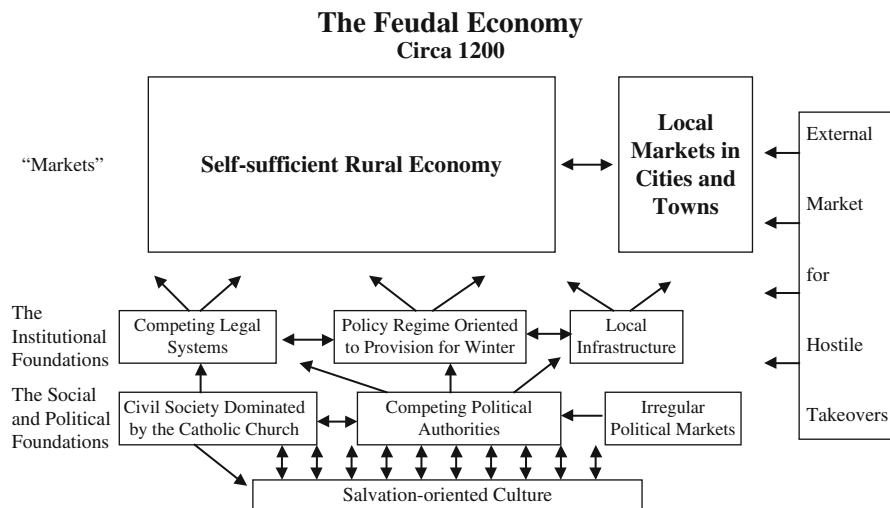 The Feudal Economy
Circa 1200
"Markets"
Self-sufficient Rural Economy
Local
Markets in
Cities and
Towns
External
Market
for
Hostile
Takeovers
The
Institutional
Foundations
Competing Legal
Systems
Policy Regime Oriented
to Provision for Winter
Local
Infrastructure
The Social
and Political
Foundations
Civil Society Dominated
by the Catholic Church
Competing Political
Authorities
Irregular
Political Markets
Salvation-oriented Culture